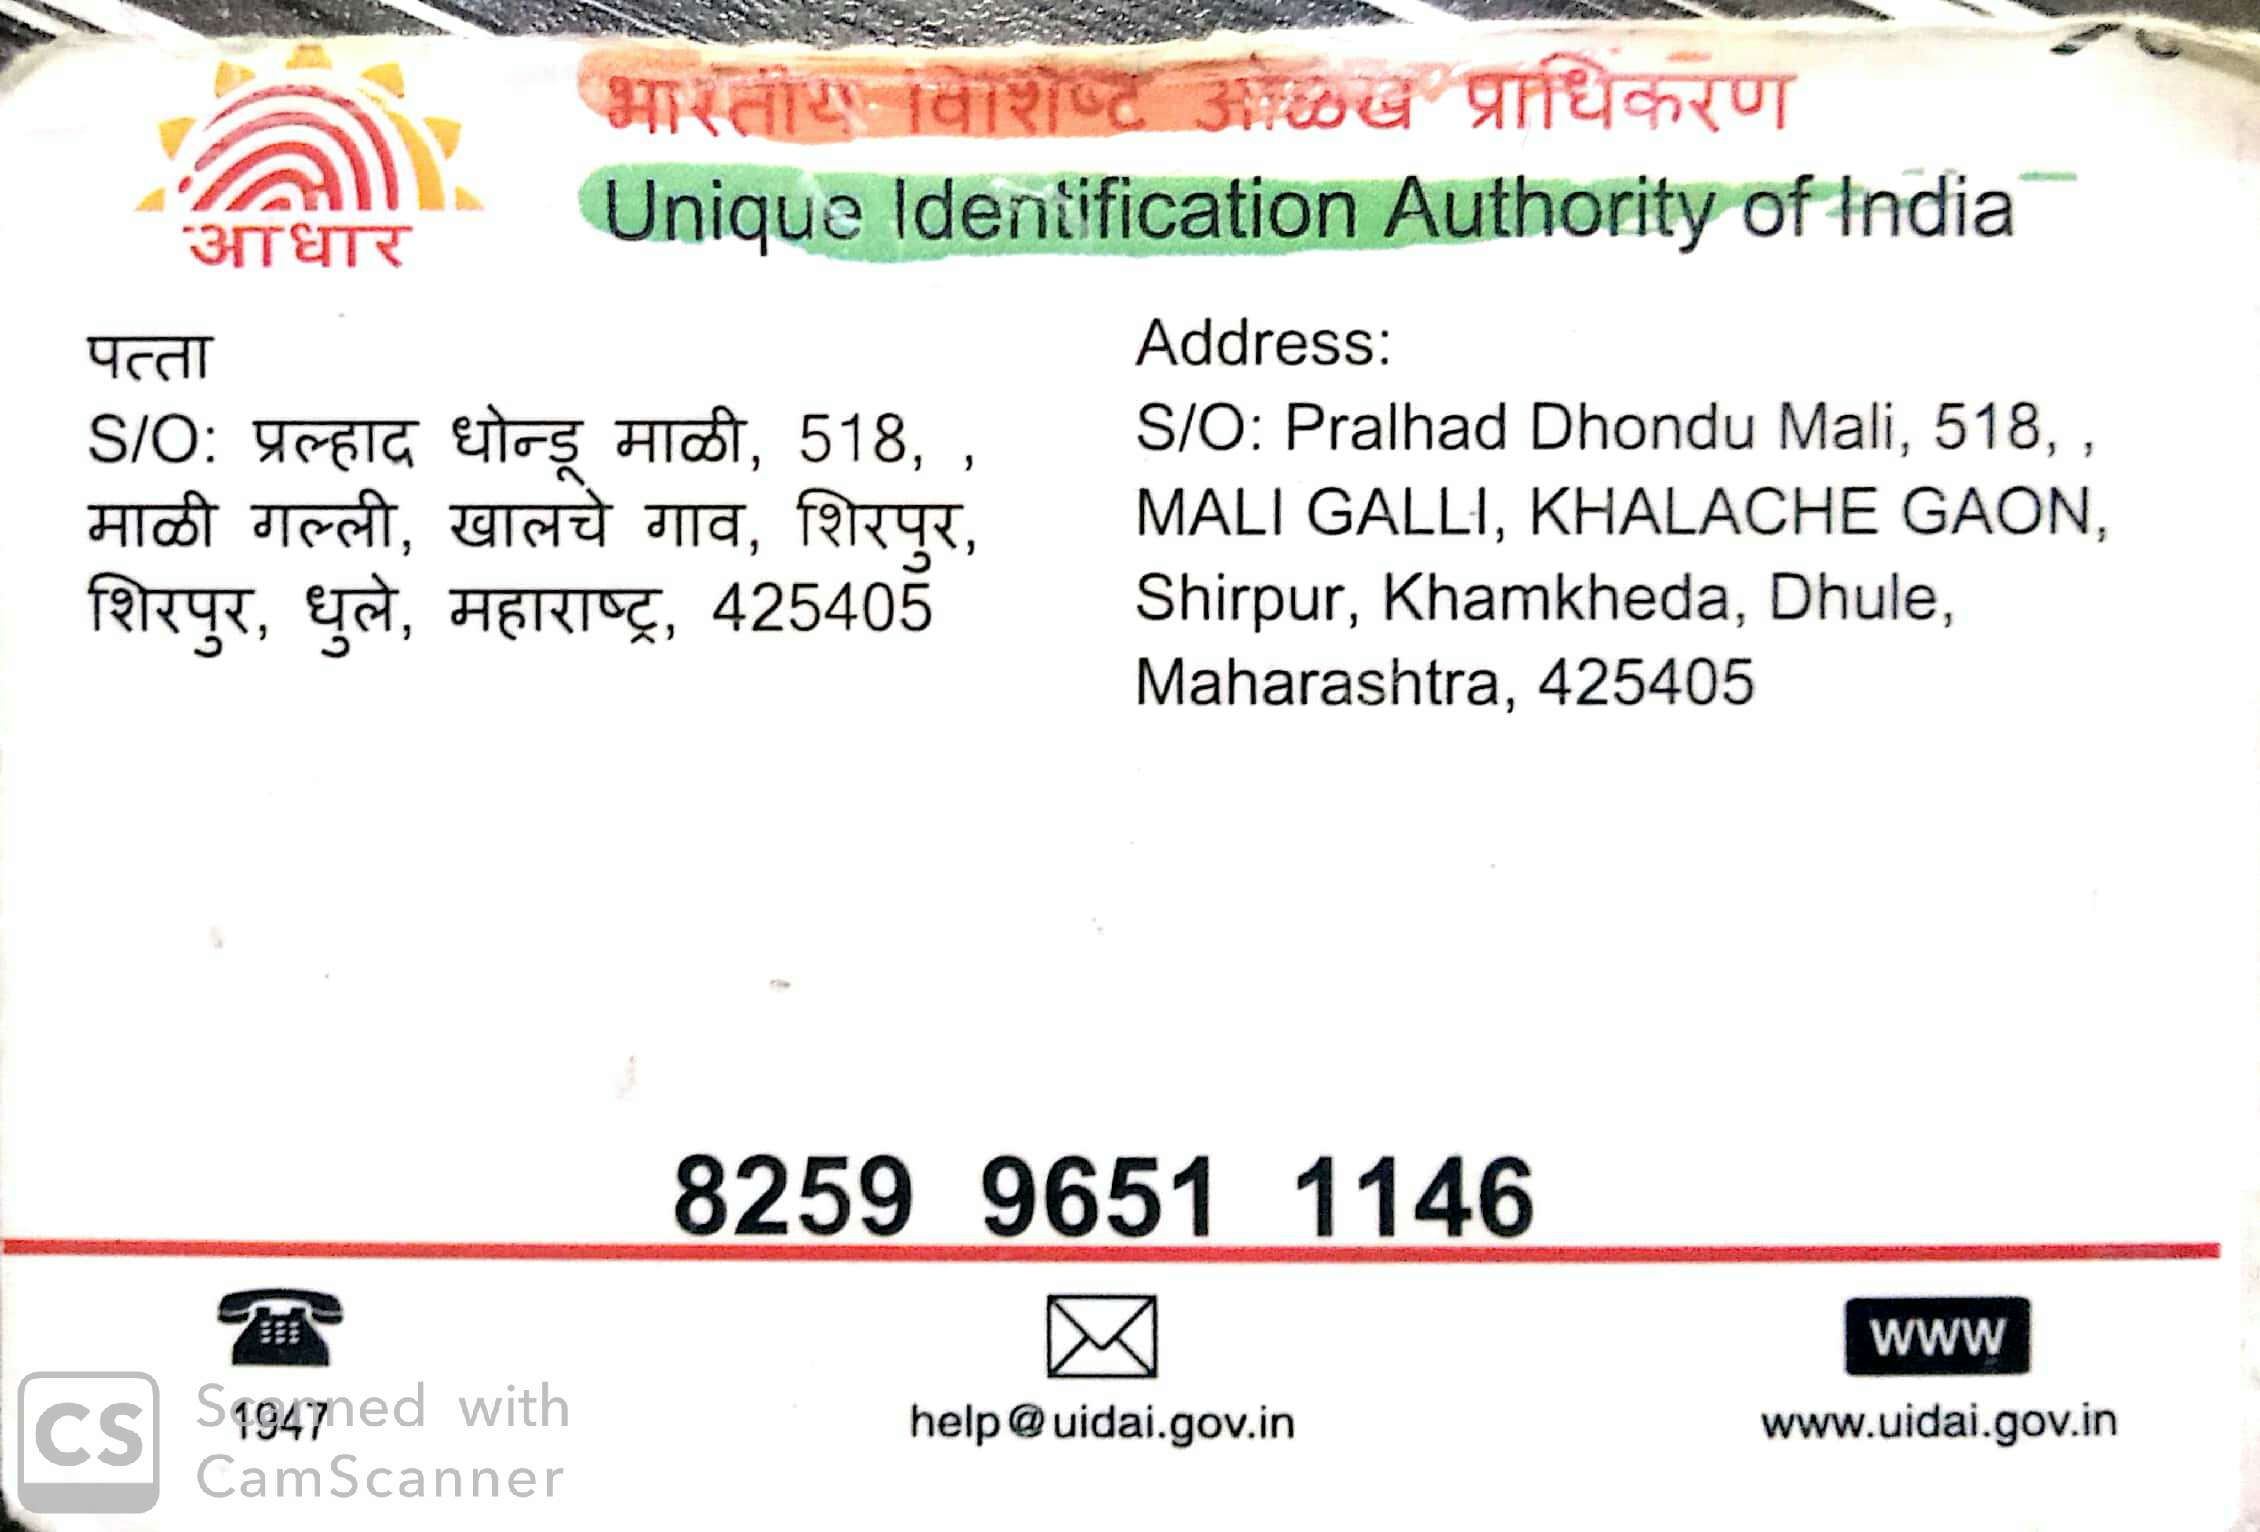 भारतीय विशिष्ट ओळख प्राधिकरण
Unique Identification Authority of India
आधार
पत्ता
S/O: प्रल्हाद धोन्डू माळी, 518, ,
माळी गल्ली, खालचे गाव, शिरपुर,
शिरपुर, धुले, महाराष्ट्र, 425405
Address:
S/O: Pralhad Dhondu Mali, 518, ,
MALI GALLI, KHALACHE GAON,
Shirpur, Khamkheda, Dhule,
Maharashtra, 425405
8259 9651 1146
WWW
1947
help@uidai.gov.in
www.uidai.gov.in
CS
Scanned with
CamScanner